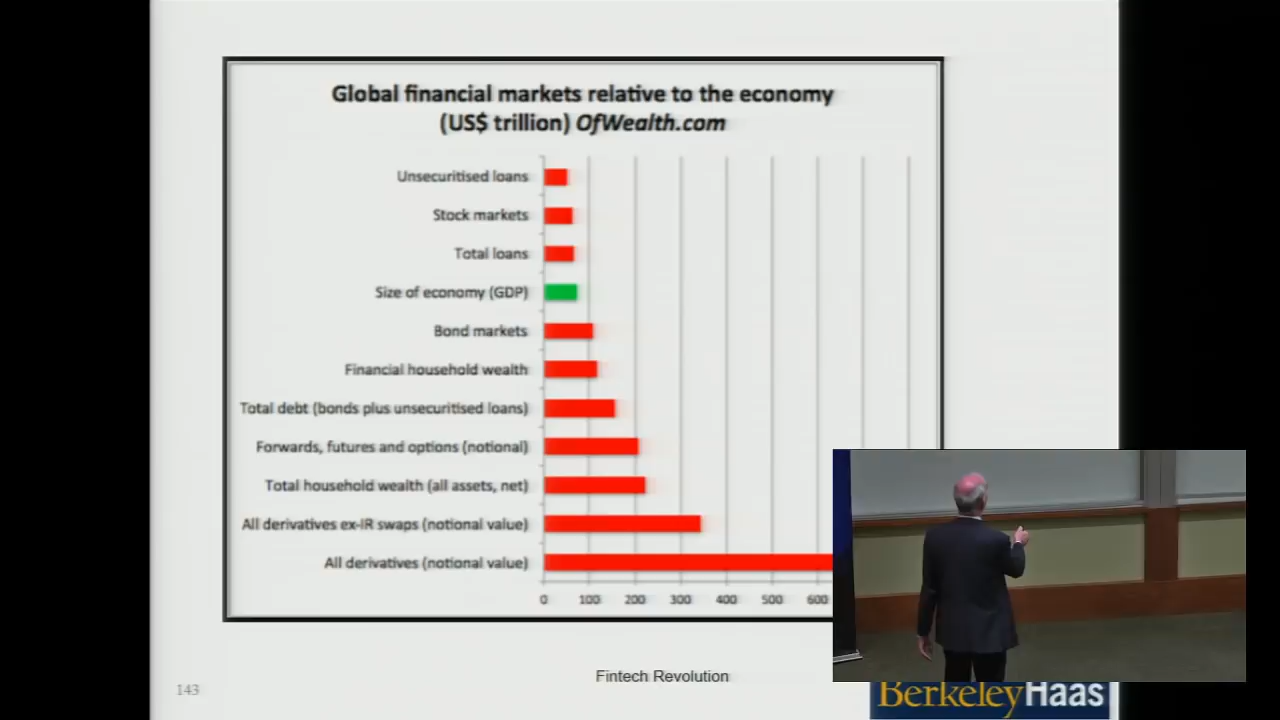 Global financial markets relative to the economy
(US$ trillion) OfWealth.com
Unsecuritised loans
Stock markets
Total loans
Size of economy (GDP)
Bond markets
Financial household wealth
Total debt (bonds plus unsecuritised loans)
Forwards, futures and options (notional)
Total household wealth (all assets, net)
All derivatives ex-IR swaps (notional value)
All derivatives (notional value)
0 100 200 300 400 500 600
Fintech Revolution
143
BerkeleyHaas